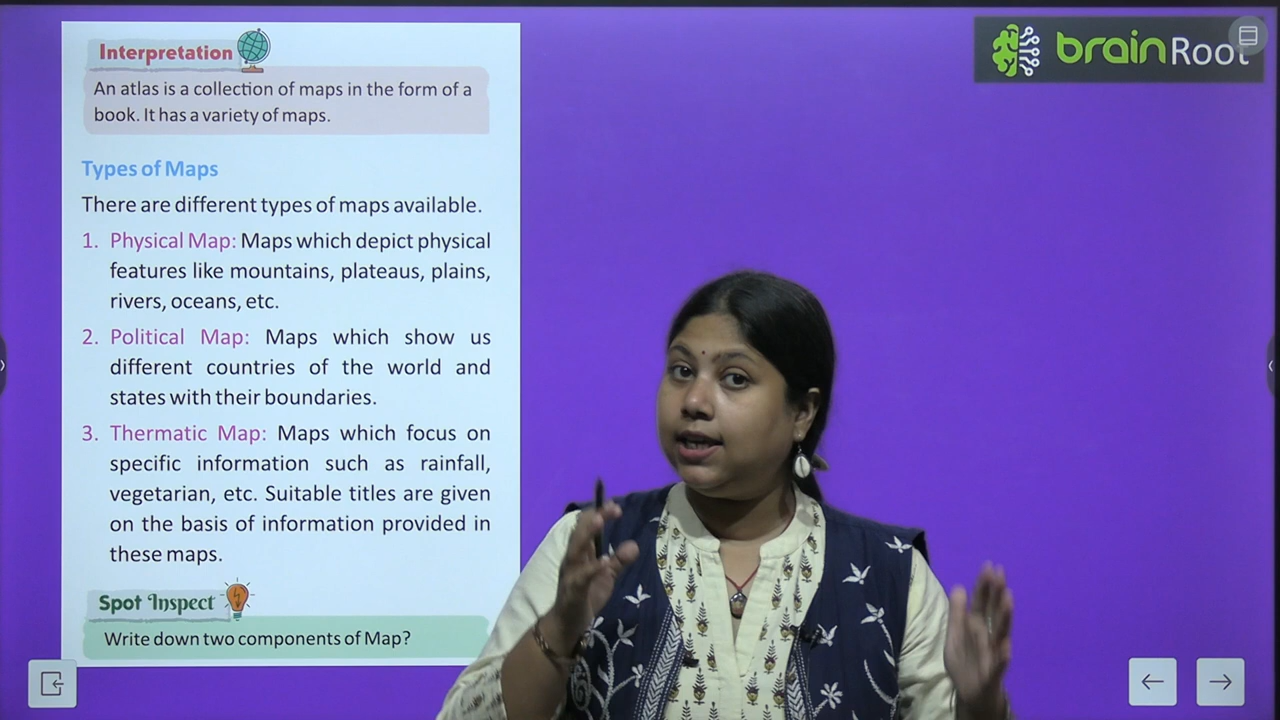 Interpretation
An atlas is a collection of maps in the form of a
book. It has a variety of maps.
Types of Maps
There are different types of maps available.
1. Physical Map: Maps which depict physical
features like mountains, plateaus, plains,
rivers, oceans, etc.
2. Political Map: Maps which show us
different countries of the world and
states with their boundaries.
3. Thermatic Map: Maps which focus on
specific information such as rainfall,
vegetarian, etc. Suitable titles are given
on the basis of information provided in
these maps.
Spot Inspect
Write down two components of Map?
brainRoot